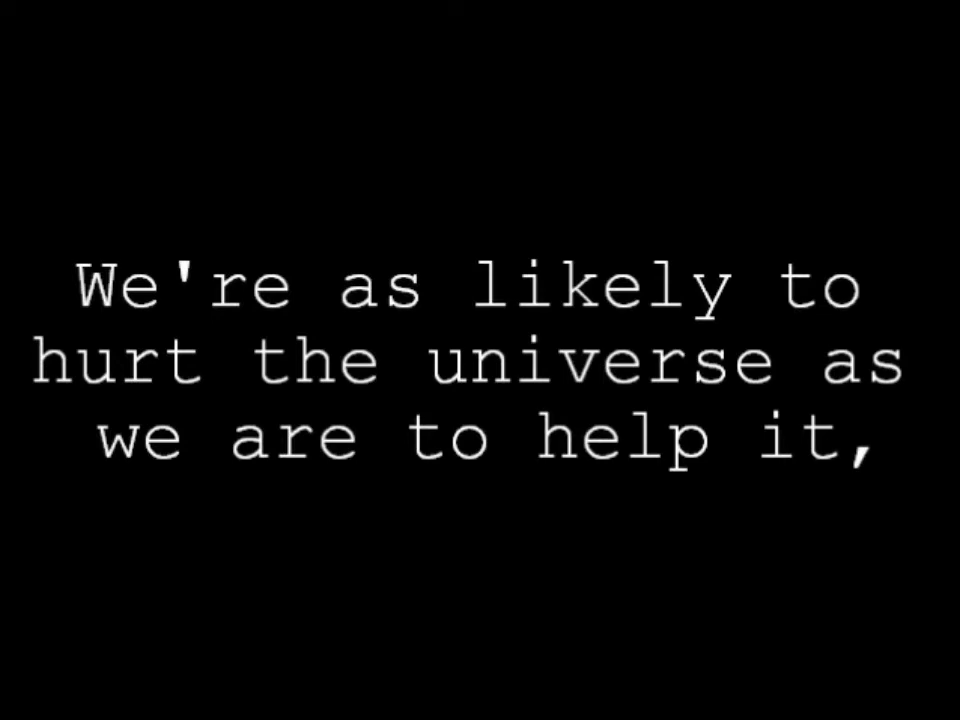 We're as likely to
hurt the universe as
we are to help it,